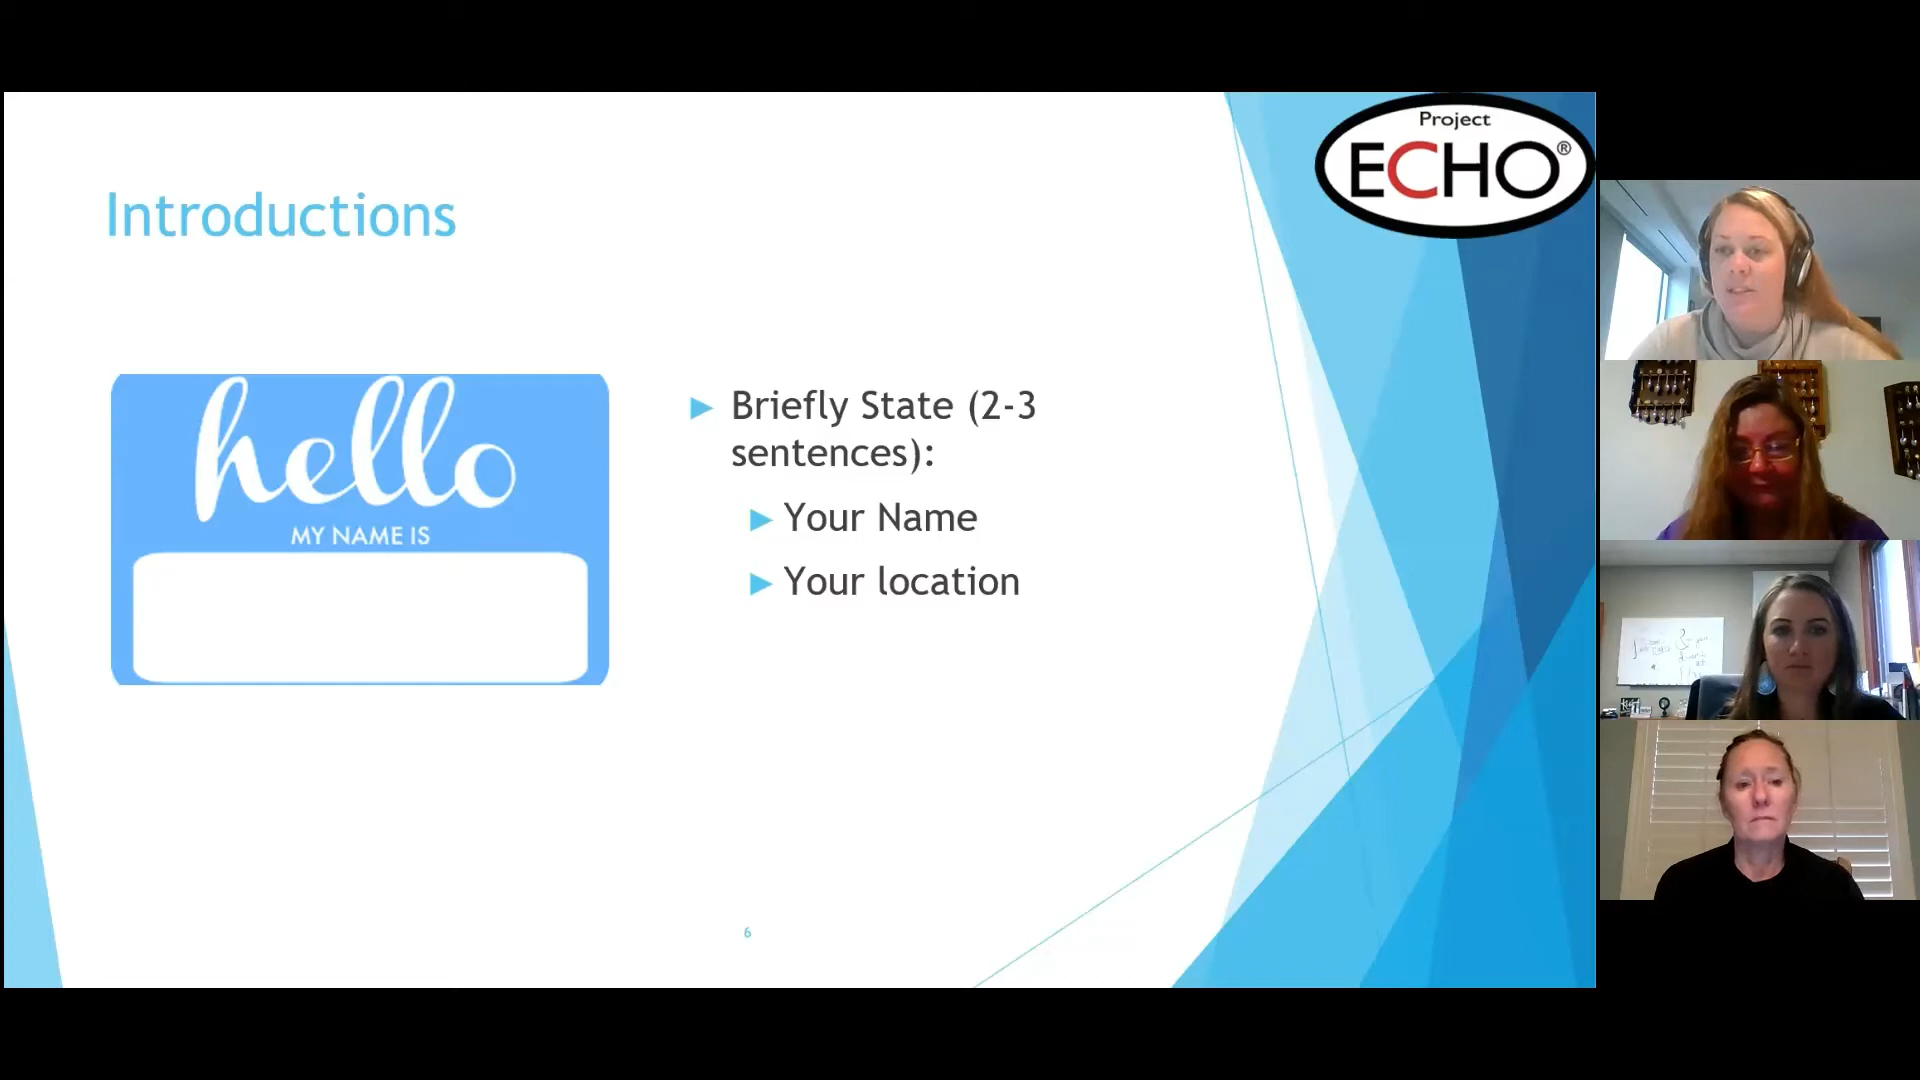 Project
ECHO®
Introductions
hello
MY NAME IS
Briefly State (2-3
sentences):
Your Name
Your location
6